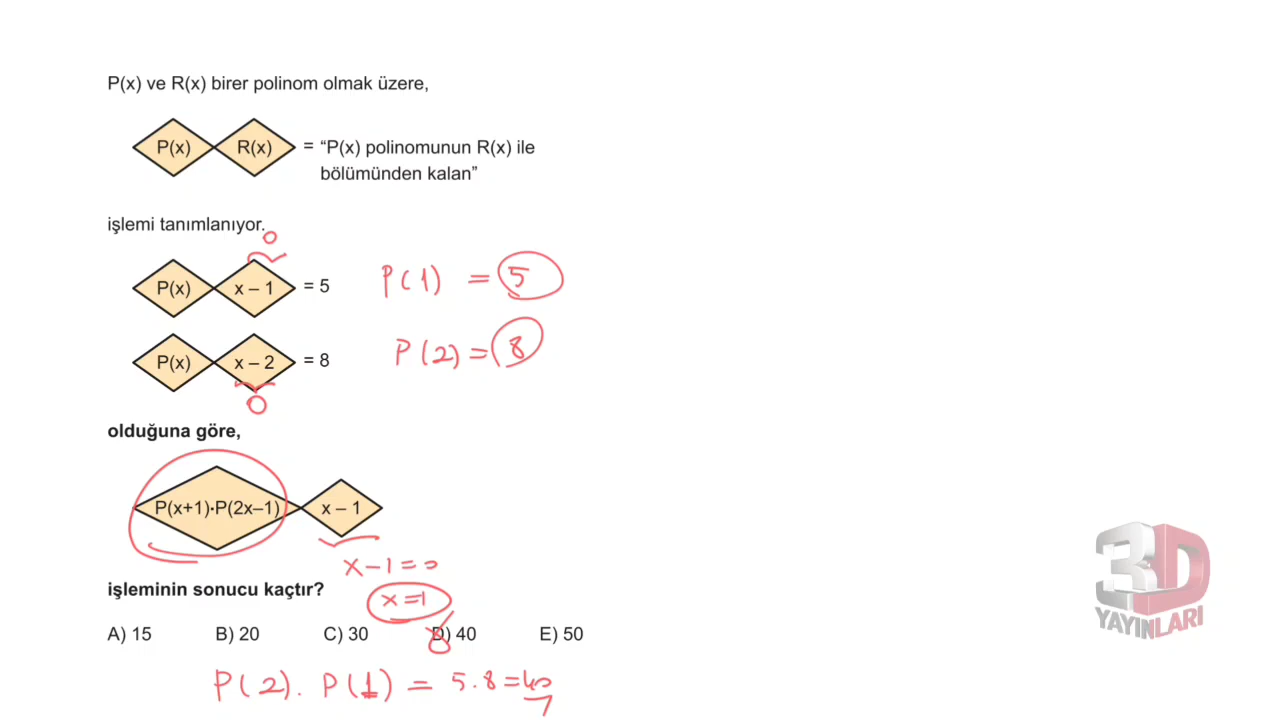 P(x) ve R(x) birer polinom olmak üzere,
P(x) R(x) = “P(x) polinomunun R(x) ile
bölümünden kalan”
işlemi tanımlanıyor.
0
P(x) x – 1 = 5 P(1) = 5
P(x) x – 2 = 8 P(2) = 8
0
olduğuna göre,
P(x+1)·P(2x–1) x – 1
x-1=0
işleminin sonucu kaçtır?
x=1
A) 15 B) 20 C) 30 D) 40 E) 50
P(2). P(1) = 5.8=40
3D
YAYINLARI